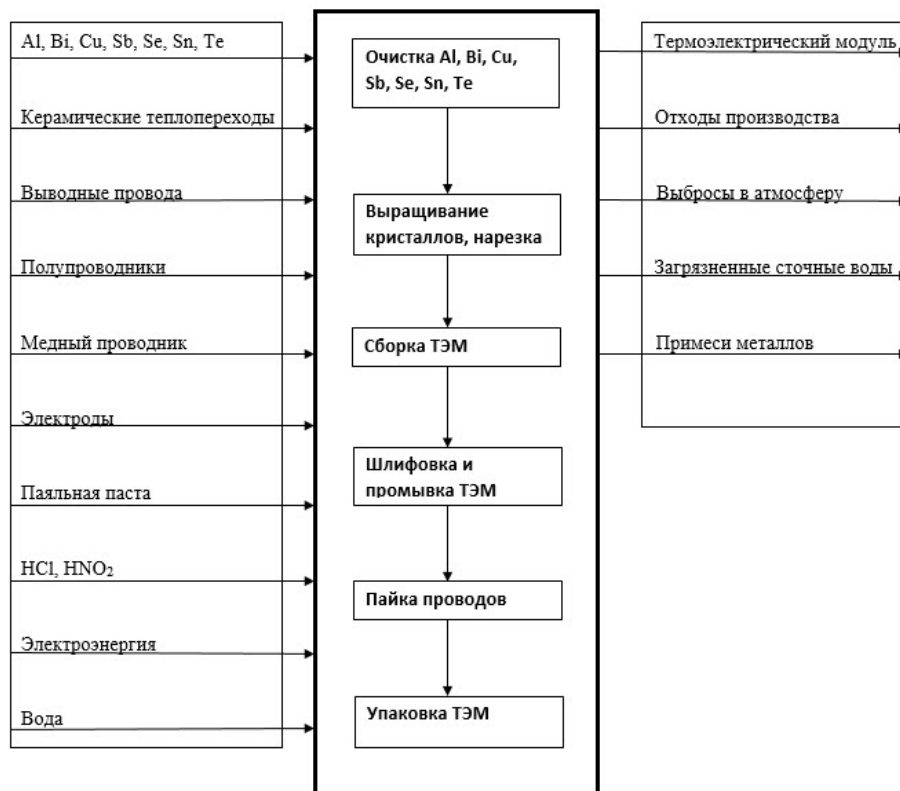 Al, Bi, Cu, Sb, Se, Sn, Te
Керамические теплопереходы
Выводные провода
Полупроводники
Медный проводник
Электроды
Паяльная паста
HCl, HNO₂
Электроэнергия
Вода
Очистка Al, Bi, Cu,
Sb, Se, Sn, Te
Выращивание
кристаллов, нарезка
Сборка ТЭМ
Шлифовка и
промывка ТЭМ
Пайка проводов
Упаковка ТЭМ
Термоэлектрический модуль
Отходы производства
Выбросы в атмосферу
Загрязненные сточные воды
Примеси металлов